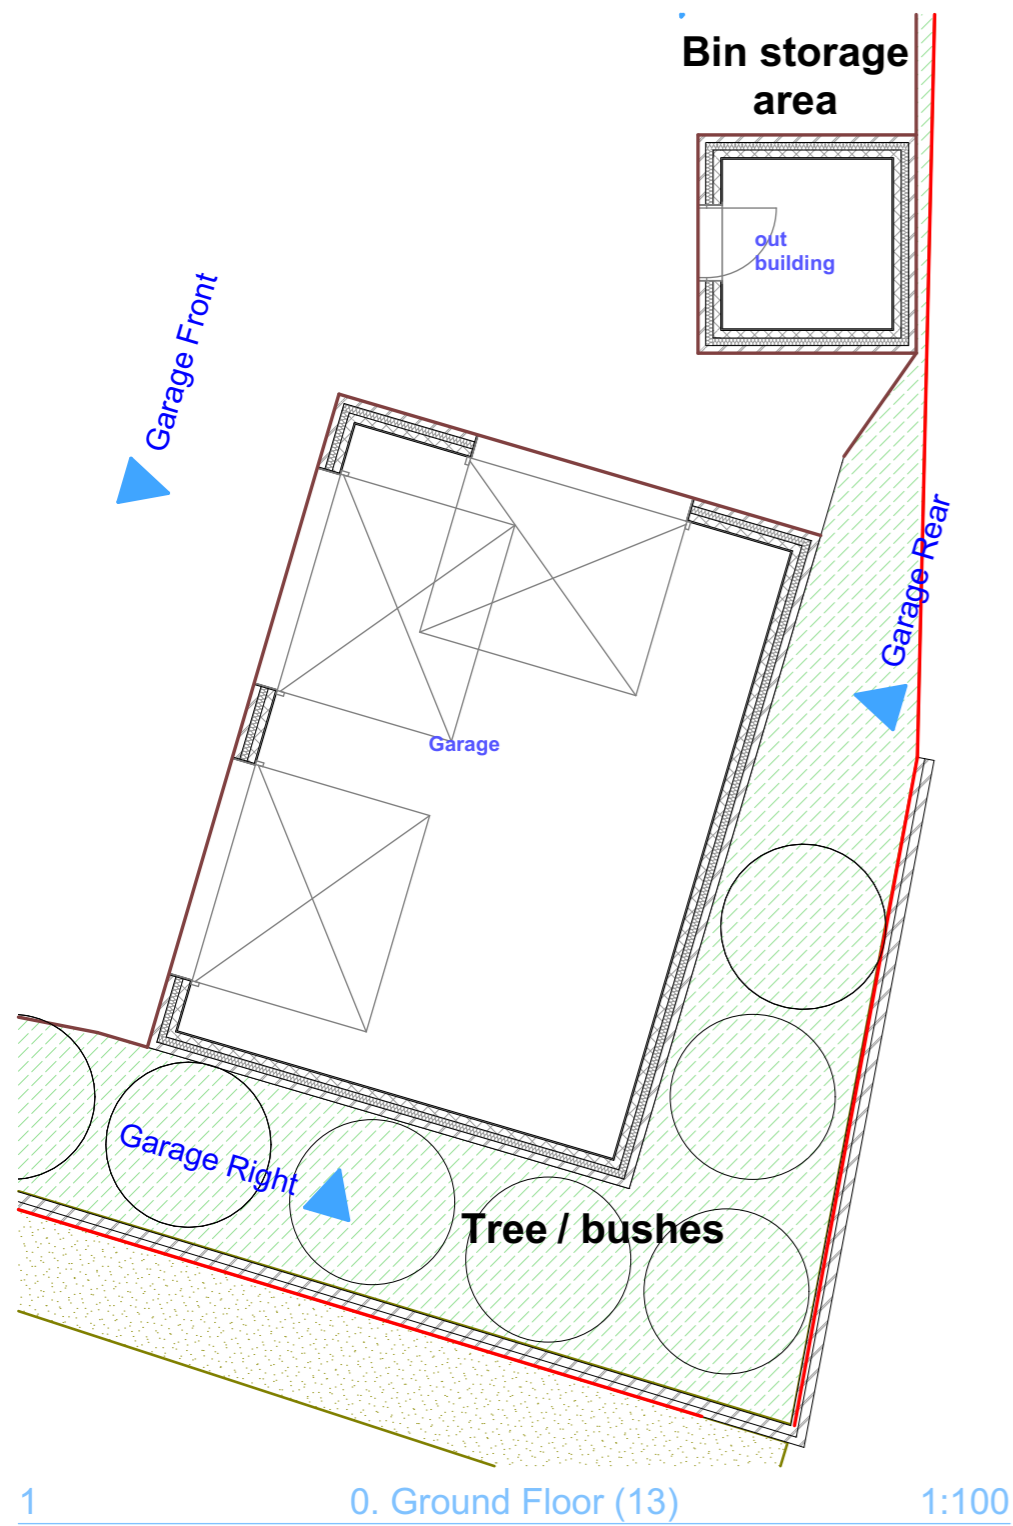 Bin storage
area
out
building
Garage Front
Garage Rear
Garage
Garage Right
Tree / bushes
1
0. Ground Floor (13)
1:100